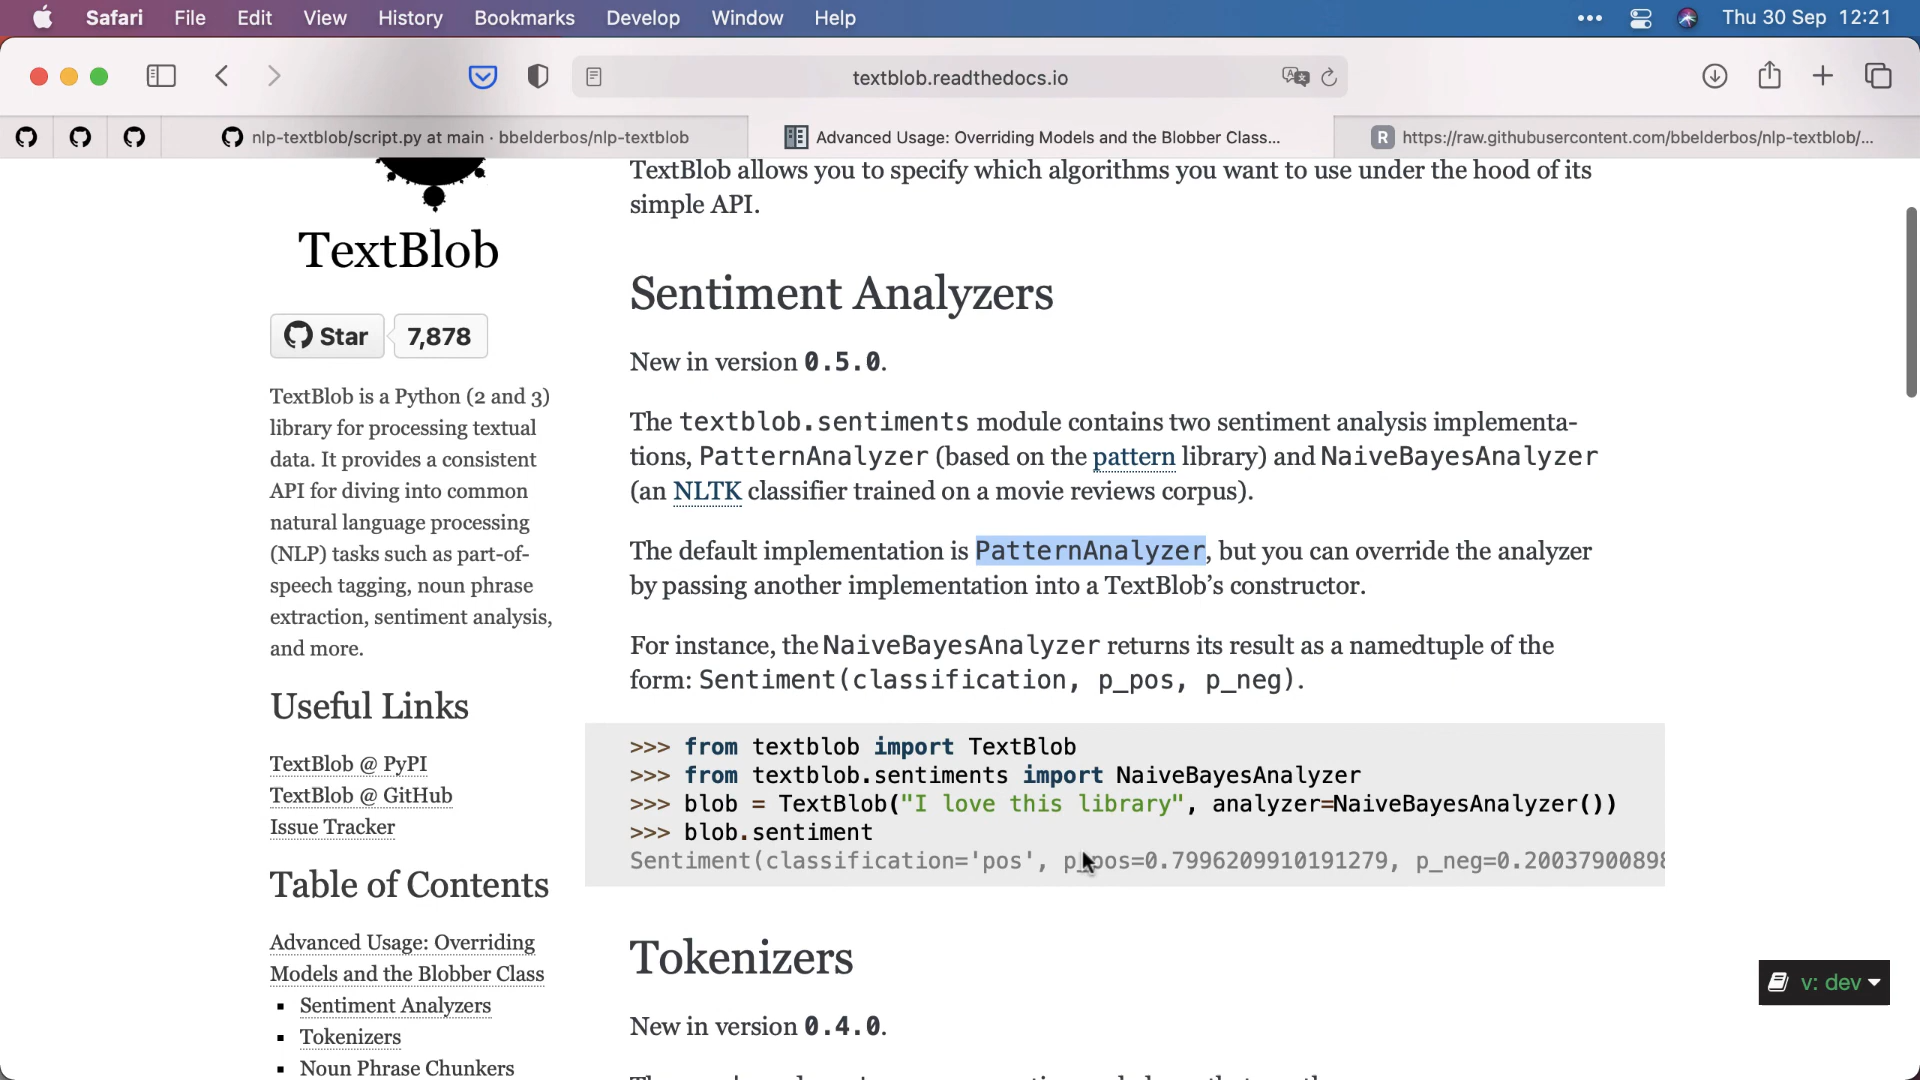 Safari File Edit View History Bookmarks Develop Window Help Thu 30 Sep 12:21
textblob.readthedocs.io
nlp-textblob/script.py at main · bbelderbos/nlp-textblob
Advanced Usage: Overriding Models and the Blobber Class...
R https://raw.githubusercontent.com/bbelderbos/nlp-textblob/...
TextBlob
Star 7,878
TextBlob is a Python (2 and 3)
library for processing textual
data. It provides a consistent
API for diving into common
natural language processing
(NLP) tasks such as part-of-
speech tagging, noun phrase
extraction, sentiment analysis,
and more.
Useful Links
TextBlob @ PyPI
TextBlob @ GitHub
Issue Tracker
Table of Contents
Advanced Usage: Overriding
Models and the Blobber Class
Sentiment Analyzers
Tokenizers
Noun Phrase Chunkers
TextBlob allows you to specify which algorithms you want to use under the hood of its
simple API.
Sentiment Analyzers
New in version 0.5.0.
The textblob.sentiments module contains two sentiment analysis implementa-
tions, PatternAnalyzer (based on the pattern library) and NaiveBayesAnalyzer
(an NLTK classifier trained on a movie reviews corpus).
The default implementation is PatternAnalyzer, but you can override the analyzer
by passing another implementation into a TextBlob’s constructor.
For instance, the NaiveBayesAnalyzer returns its result as a namedtuple of the
form: Sentiment(classification, p_pos, p_neg).
>>> from textblob import TextBlob
>>> from textblob.sentiments import NaiveBayesAnalyzer
>>> blob = TextBlob("I love this library", analyzer=NaiveBayesAnalyzer())
>>> blob.sentiment
Sentiment(classification='pos', p_pos=0.7996209910191279, p_neg=0.20037900898
Tokenizers
New in version 0.4.0.
v: dev